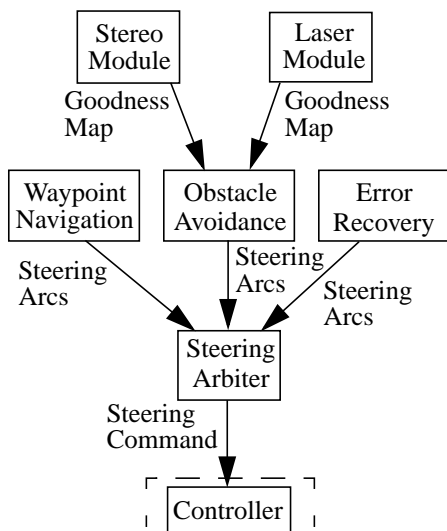 Stereo
Module
Laser
Module
Goodness
Map
Goodness
Map
Waypoint
Navigation
Obstacle
Avoidance
Error
Recovery
Steering
Arcs
Steering
Arcs
Steering
Arcs
Steering
Arbiter
Steering
Command
Controller